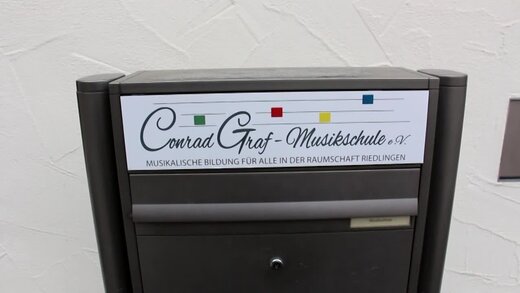 Conrad Graf - Musikschule e.V.
MUSIKALISCHE BILDUNG FÜR ALLE IN DER RAUMSCHAFT RIEDLINGEN